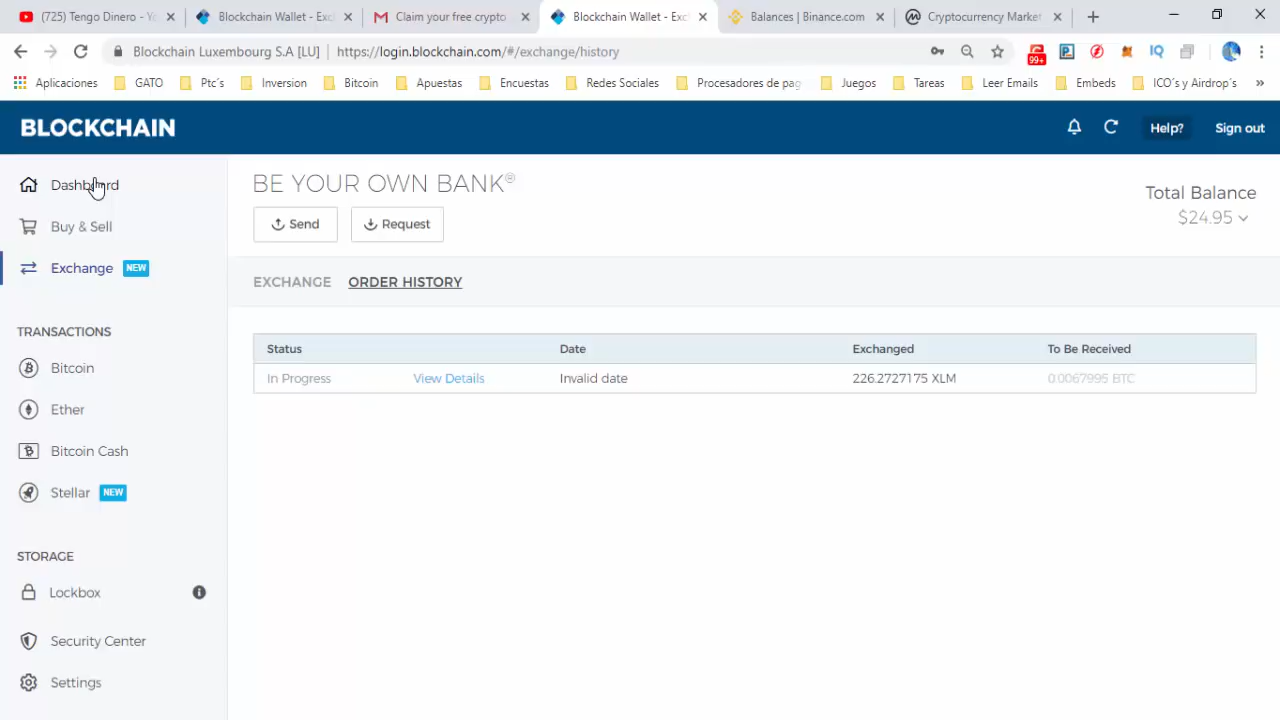 (725) Tengo Dinero - Yo
Blockchain Wallet - Exc
Claim your free crypto
Blockchain Wallet - Exc
Balances | Binance.com
Cryptocurrency Market
Blockchain Luxembourg S.A [LU] | https://login.blockchain.com/#/exchange/history
99+
IQ
Aplicaciones GATO Ptc´s Inversion Bitcoin Apuestas Encuestas Redes Sociales Procesadores de pag Juegos Tareas Leer Emails Embeds ICO´s y Airdrop´s »
BLOCKCHAIN
Help? Sign out
Dashboard
Buy & Sell
Exchange NEW
TRANSACTIONS
Bitcoin
Ether
Bitcoin Cash
Stellar NEW
STORAGE
Lockbox
Security Center
Settings
BE YOUR OWN BANK®
Send Request
Total Balance
$24.95
EXCHANGE ORDER HISTORY
Status Date Exchanged To Be Received
In Progress View Details Invalid date 226.2727175 XLM 0.0067995 BTC